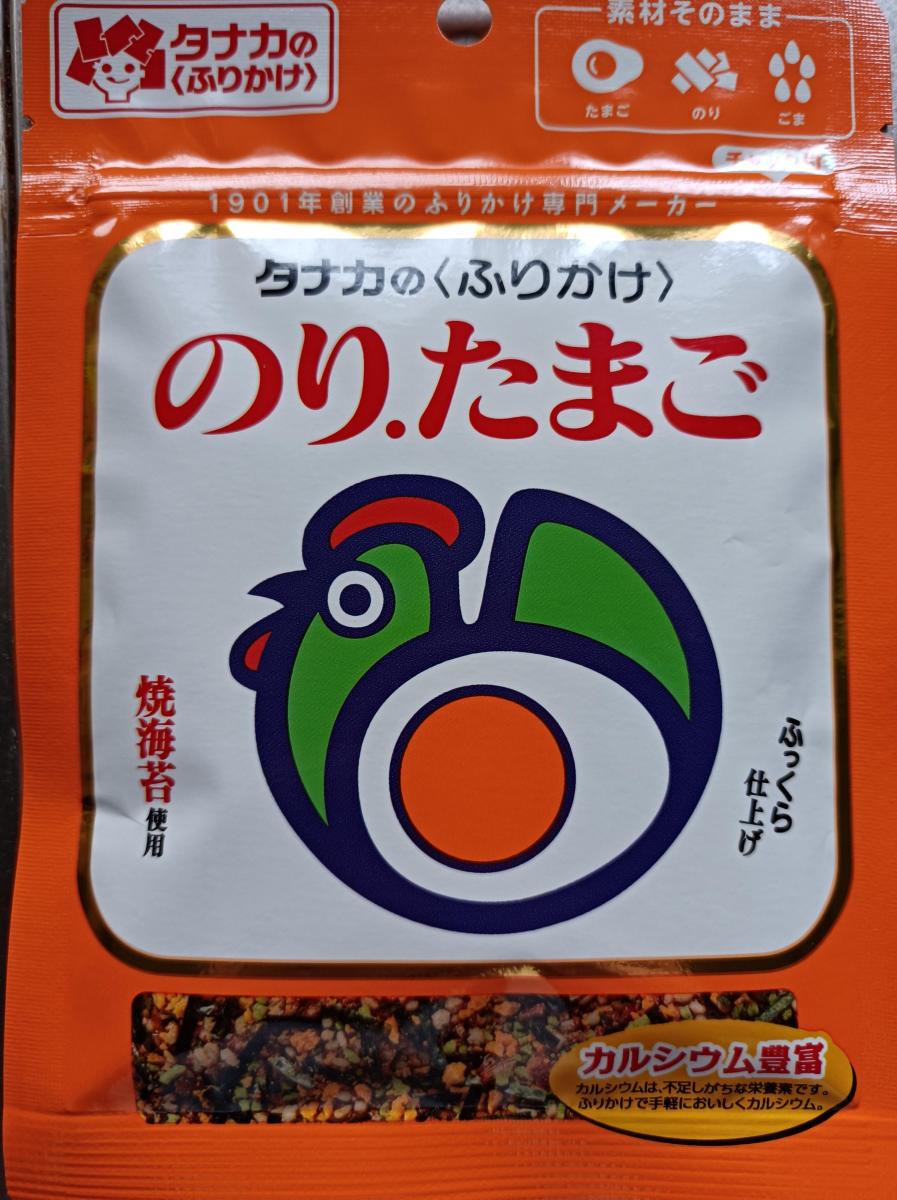 タナカの
〈ふりかけ〉
素材そのまま
たまご
のり
ごま
1901年創業のふりかけ専門メーカー
タナカの〈ふりかけ〉
のり.たまご
焼海苔使用
ふっくら
仕上げ
カルシウム豊富
カルシウムは、不足しがちな栄養素です。
ふりかけで手軽においしくカルシウム。